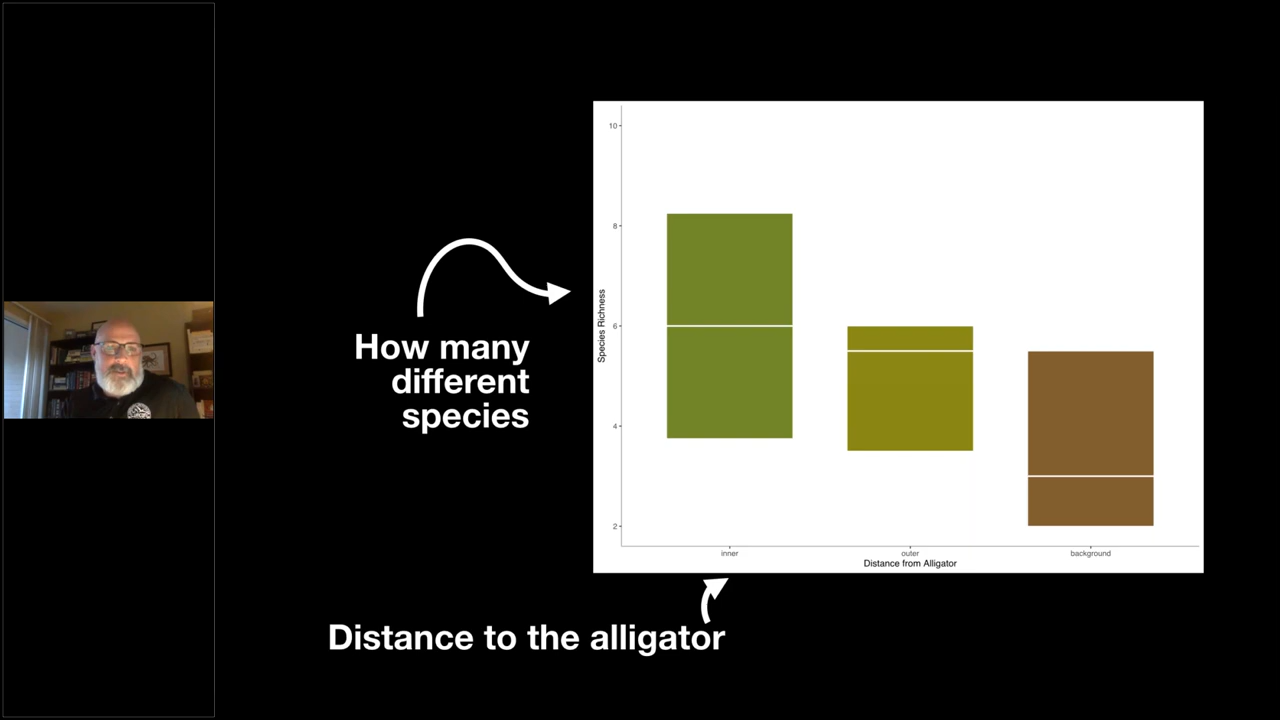 How many
different
species
Species Richness
10
8
6
4
2
inner
outer
background
Distance from Alligator
Distance to the alligator